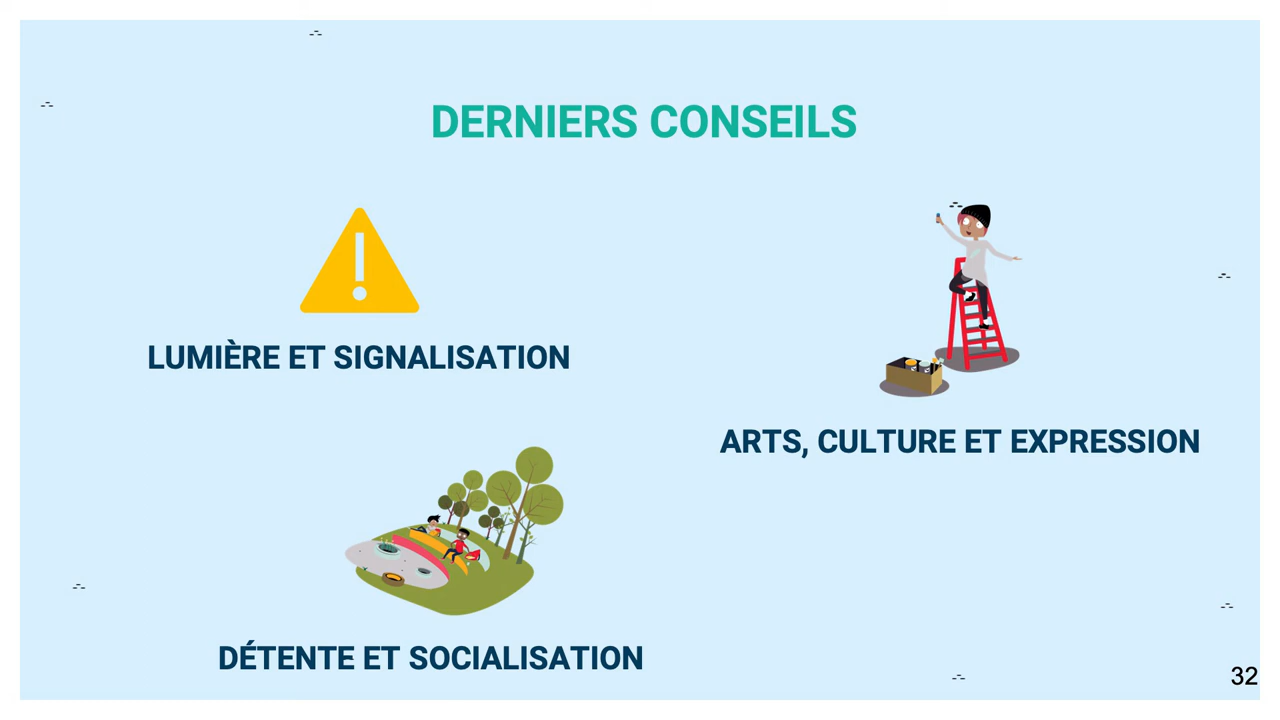 DERNIERS CONSEILS
LUMIÈRE ET SIGNALISATION
ARTS, CULTURE ET EXPRESSION
DÉTENTE ET SOCIALISATION
32